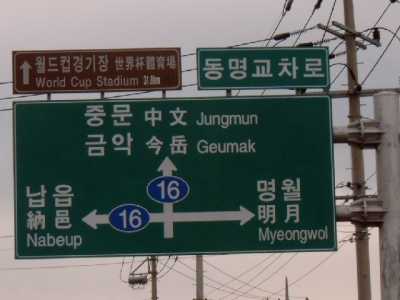 월드컵경기장 世界杯體育場
World Cup Stadium 31.8km
동명교차로
중문 中文 Jungmun
금악 今岳 Geumak
16
납읍
納邑
Nabeup
16
명월
明月
Myeongwol